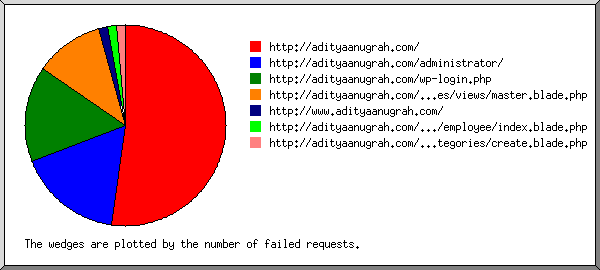 http://adityaanugrah.com/
http://adityaanugrah.com/administrator/
http://adityaanugrah.com/wp-login.php
http://adityaanugrah.com/...es/views/master.blade.php
http://www.adityaanugrah.com/
http://adityaanugrah.com/.../employee/index.blade.php
http://adityaanugrah.com/...tegories/create.blade.php
The wedges are plotted by the number of failed requests.